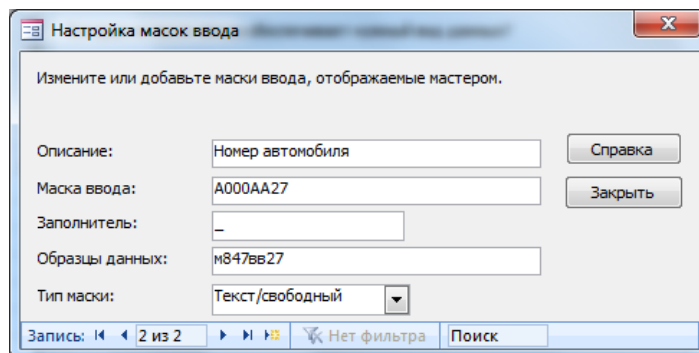 Настройка масок ввода
Измените или добавьте маски ввода, отображаемые мастером.
Описание: Номер автомобиля Справка
Маска ввода: A000AA27 Закрыть
Заполнитель: _
Образцы данных: м847вв27
Тип маски: Текст/свободный
Запись: 2 из 2 Нет фильтра Поиск